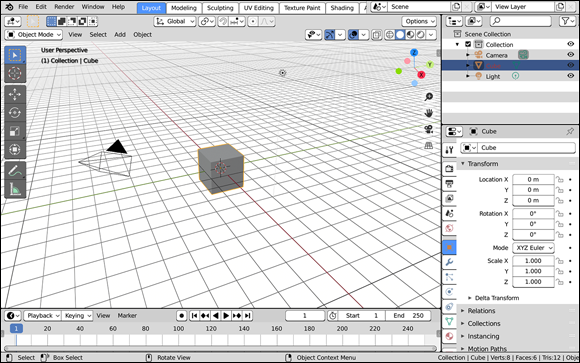 File Edit Render Window Help Layout Modeling Sculpting UV Editing Texture Paint Shading Scene View Layer
Global Options
Object Mode View Select Add Object
User Perspective
(1) Collection | Cube
X
Y
Z
Scene Collection
Collection
Camera
Light
Cube
Cube
Transform
Location X 0 m
Y 0 m
Z 0 m
Rotation X 0°
Y 0°
Z 0°
Mode XYZ Euler
Scale X 1.000
Y 1.000
Z 1.000
Delta Transform
Relations
Collections
Instancing
Motion Paths
Playback Keying View Marker 1 Start 1 End 250
1 20 40 60 80 100 120 140 160 180 200 220 240
Select Box Select Rotate View Object Context Menu Collection | Cube | Verts:8 | Faces:6 | Tris:12 | Obje